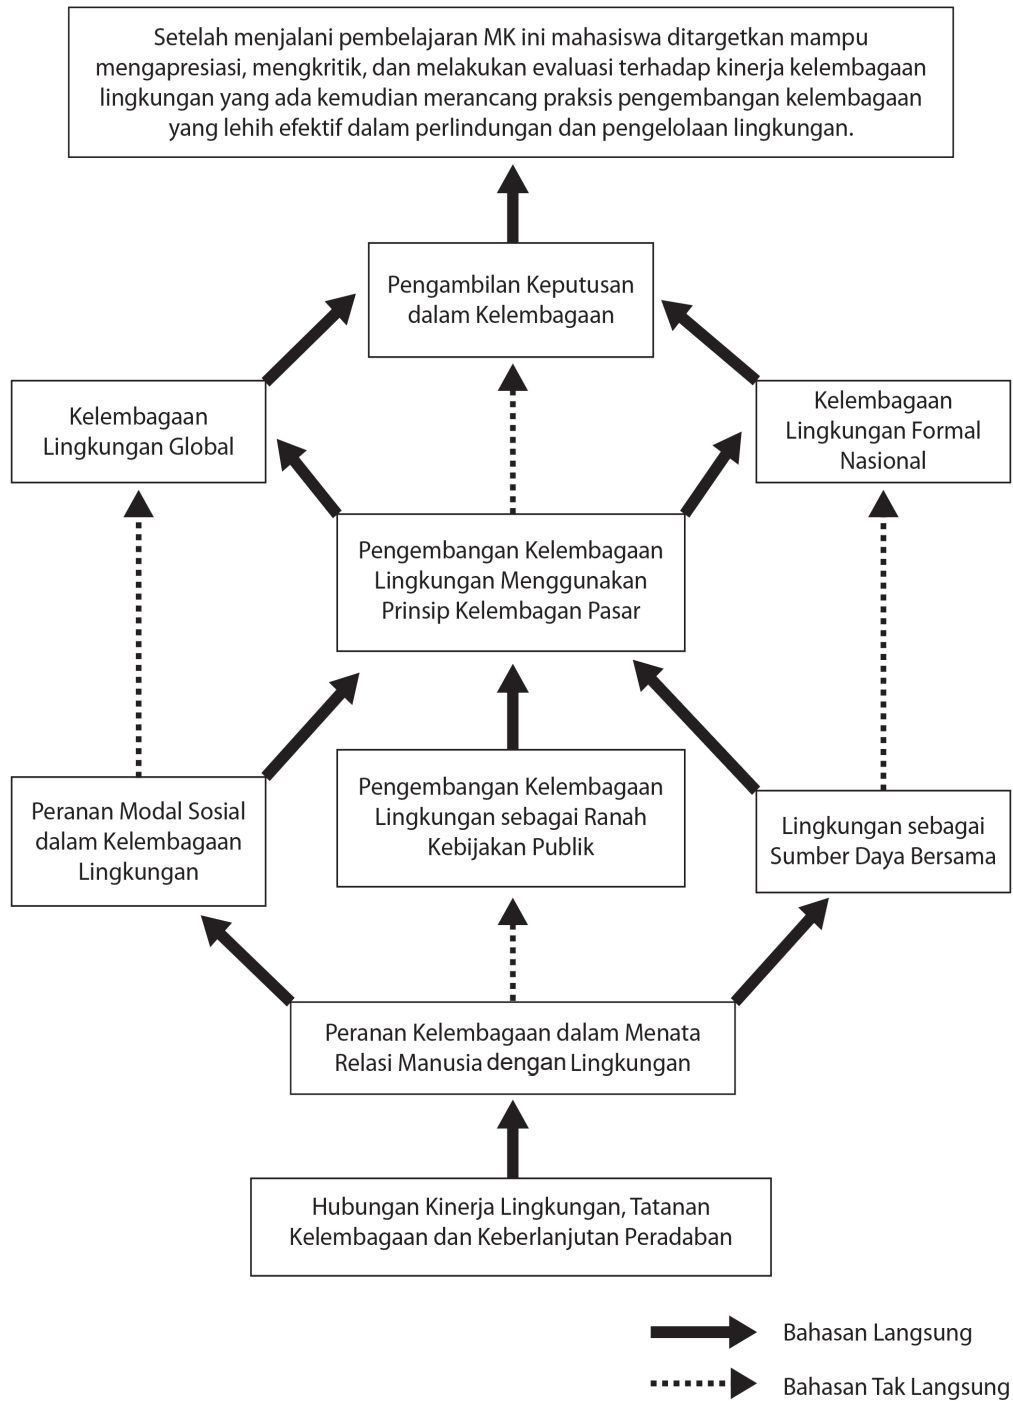 Setelah menjalani pembelajaran MK ini mahasiswa ditargetkan mampu
mengapresiasi, mengkritik, dan melakukan evaluasi terhadap kinerja kelembagaan
lingkungan yang ada kemudian merancang praksis pengembangan kelembagaan
yang lehih efektif dalam perlindungan dan pengelolaan lingkungan.
Pengambilan Keputusan
dalam Kelembagaan
Kelembagaan
Lingkungan Global
Kelembagaan
Lingkungan Formal
Nasional
Pengembangan Kelembagaan
Lingkungan Menggunakan
Prinsip Kelembagan Pasar
Peranan Modal Sosial
dalam Kelembagaan
Lingkungan
Pengembangan Kelembagaan
Lingkungan sebagai Ranah
Kebijakan Publik
Lingkungan sebagai
Sumber Daya Bersama
Peranan Kelembagaan dalam Menata
Relasi Manusia dengan Lingkungan
Hubungan Kinerja Lingkungan, Tatanan
Kelembagaan dan Keberlanjutan Peradaban
Bahasan Langsung
Bahasan Tak Langsung